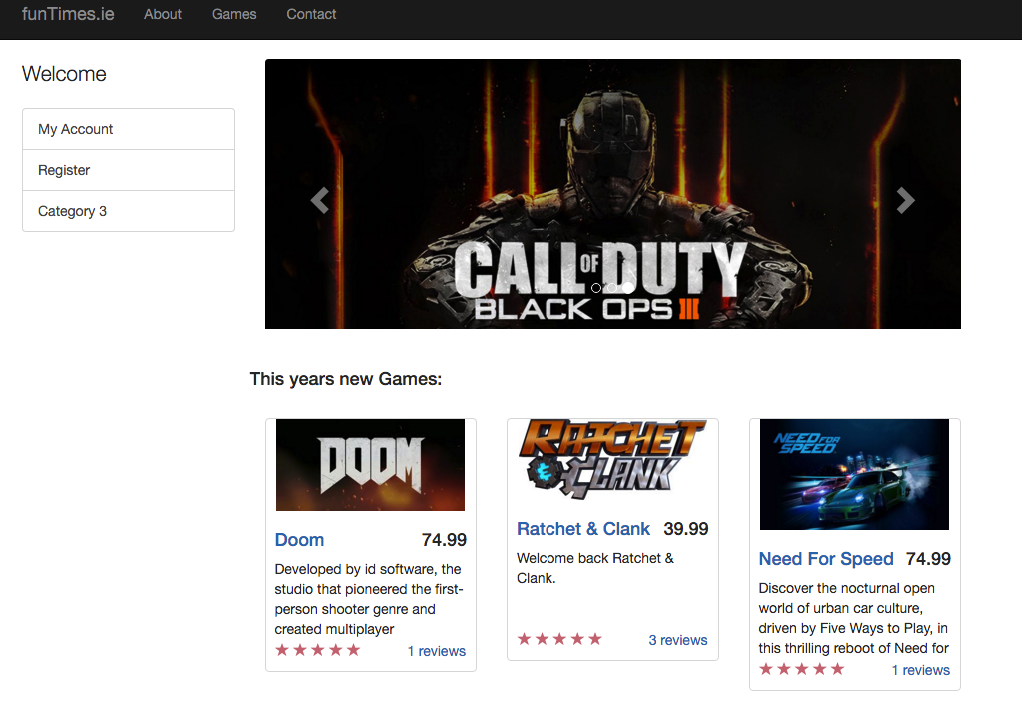 funTimes.ie About Games Contact
Welcome
My Account
Register
Category 3
CALL OF DUTY
BLACK OPS III
This years new Games:
DOOM
Doom 74.99
Developed by id software, the
studio that pioneered the first-
person shooter genre and
created multiplayer
1 reviews
RATCHET
& CLANK
Ratchet & Clank 39.99
Welcome back Ratchet &
Clank.
3 reviews
NEED FOR
SPEED
Need For Speed 74.99
Discover the nocturnal open
world of urban car culture,
driven by Five Ways to Play, in
this thrilling reboot of Need for
1 reviews